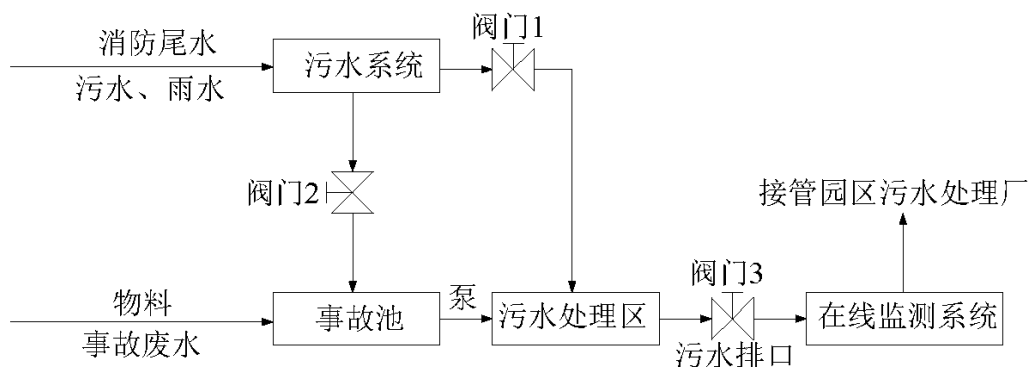 消防尾水
污水、雨水
污水系统
阀门1
阀门2
接管园区污水处理厂
物料
事故废水
事故池
泵
污水处理区
阀门3
污水排口
在线监测系统